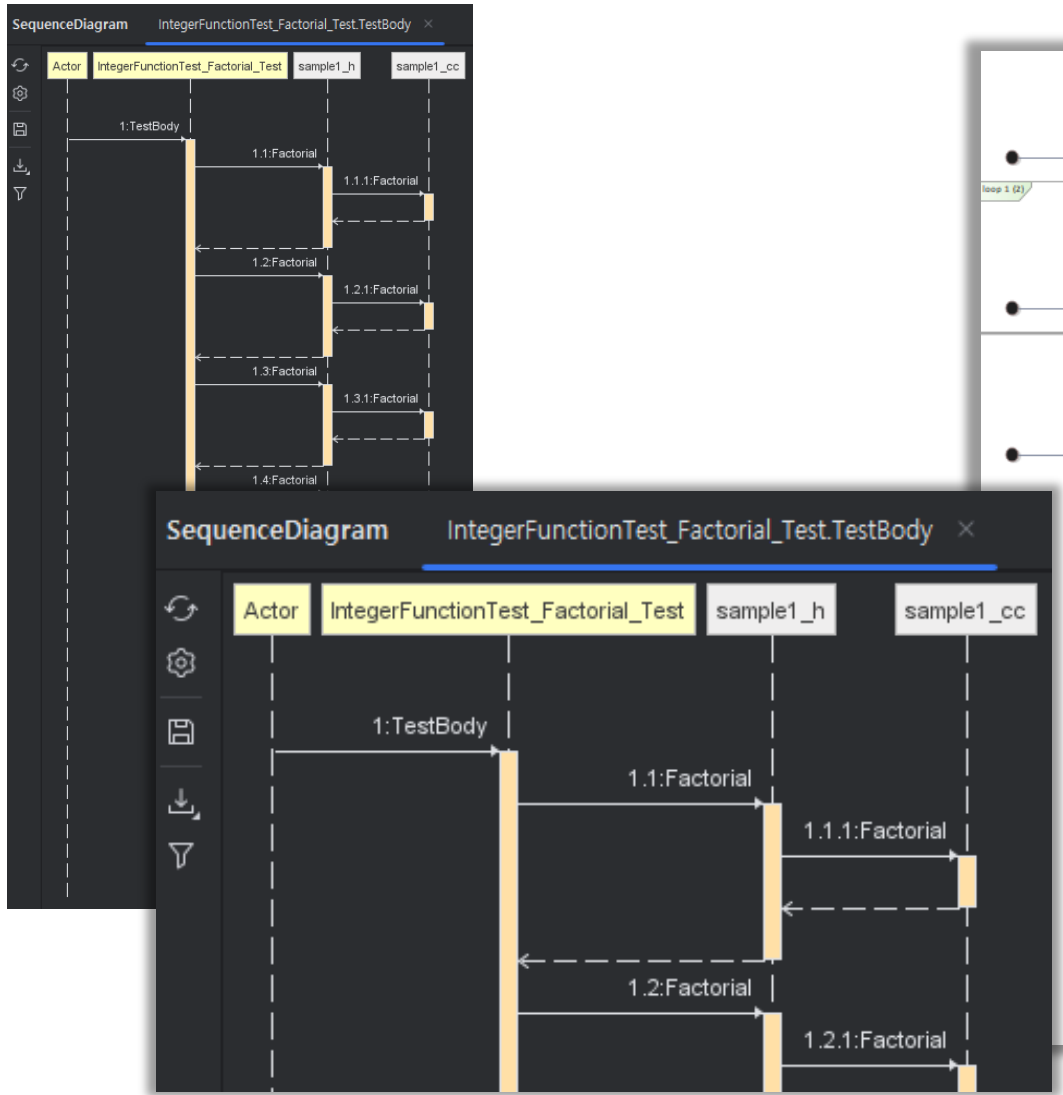 SequenceDiagram IntegerFunctionTest_Factorial_Test.TestBody ×
Actor IntegerFunctionTest_Factorial_Test sample1_h sample1_cc
1:TestBody
1.1:Factorial
1.1.1:Factorial
1.2:Factorial
1.2.1:Factorial
1.3:Factorial
1.3.1:Factorial
1.4:Factorial
loop 1 (2)
SequenceDiagram IntegerFunctionTest_Factorial_Test.TestBody ×
Actor IntegerFunctionTest_Factorial_Test sample1_h sample1_cc
1:TestBody
1.1:Factorial
1.1.1:Factorial
1.2:Factorial
1.2.1:Factorial